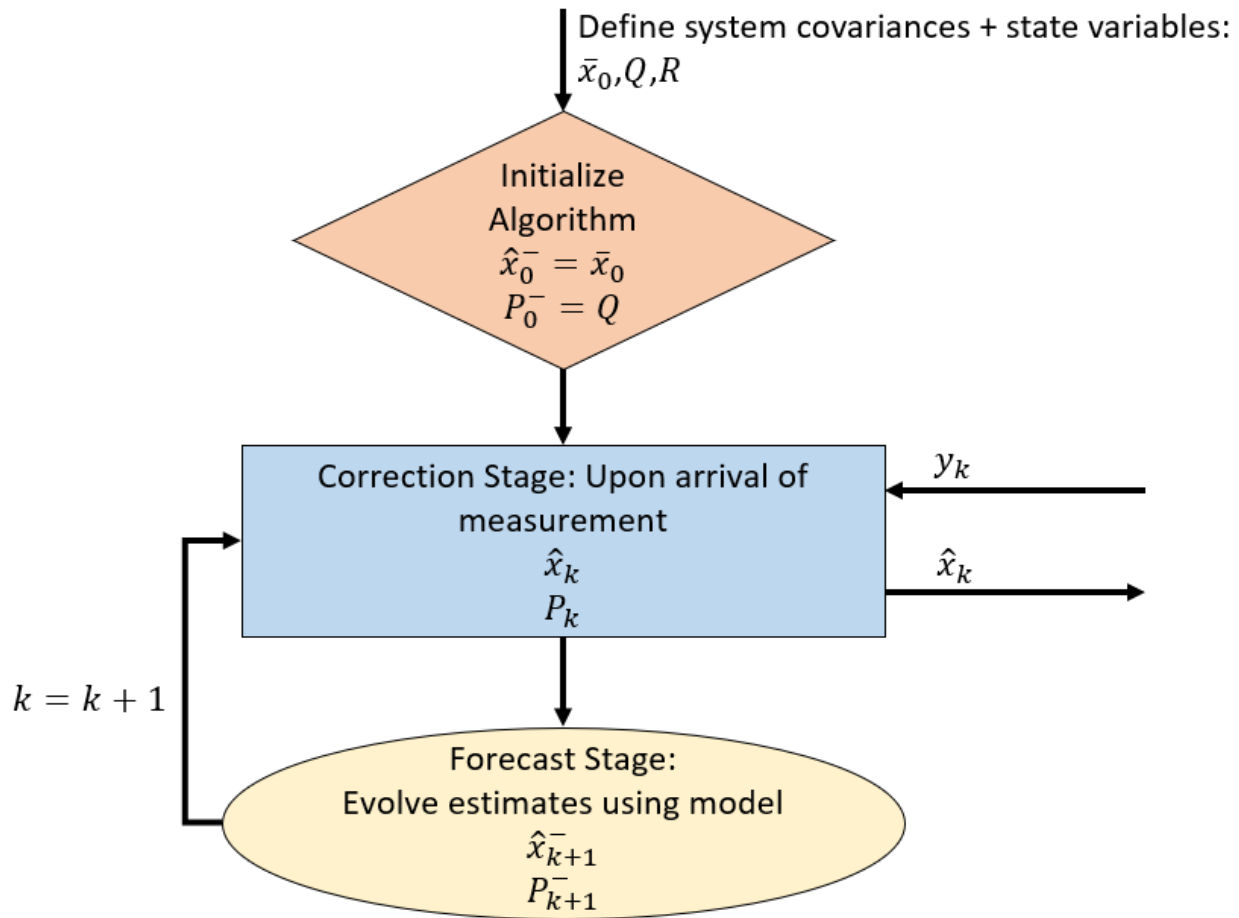 Define system covariances + state variables:
x̄₀,Q,R
Initialize
Algorithm
x̂₀⁻ = x̄₀
P₀⁻ = Q
Correction Stage: Upon arrival of
measurement
x̂ₖ
Pₖ
yₖ
x̂ₖ
k = k + 1
Forecast Stage:
Evolve estimates using model
x̂ₖ₊₁⁻
Pₖ₊₁⁻